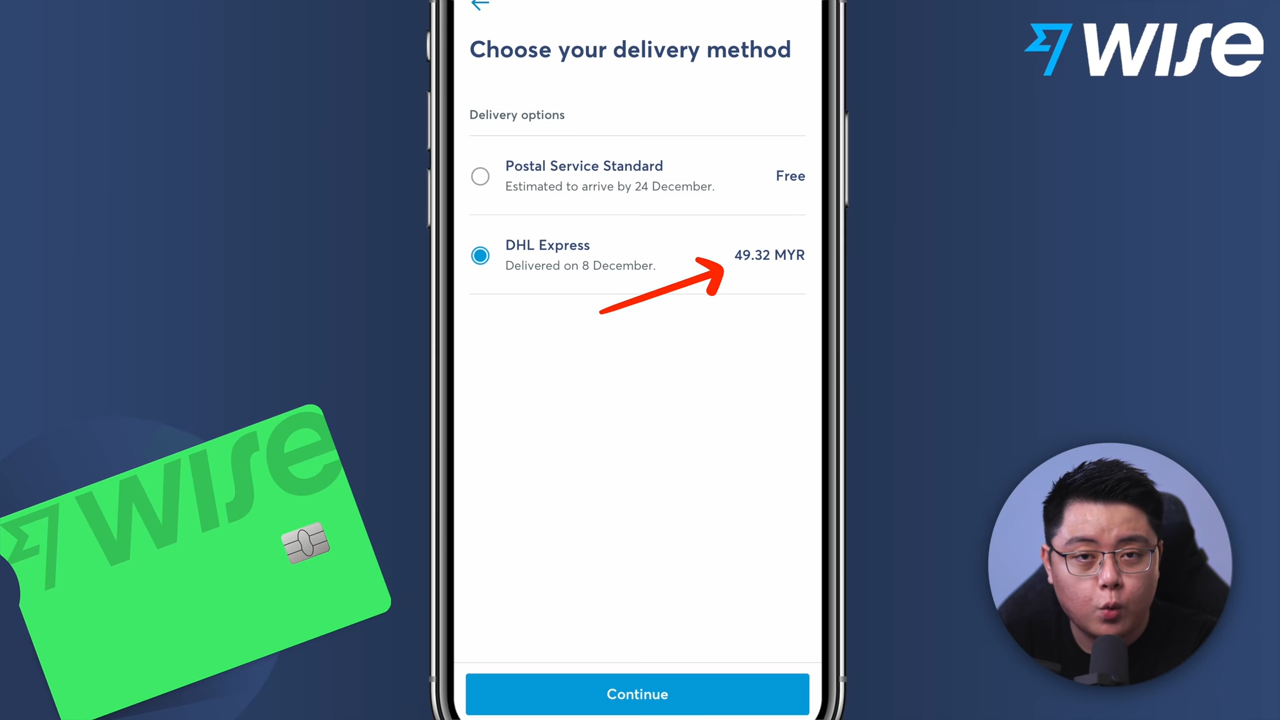 WISE
Choose your delivery method
Delivery options
Postal Service Standard
Free
Estimated to arrive by 24 December.
DHL Express
49.32 MYR
Delivered on 8 December.
WISE
Continue